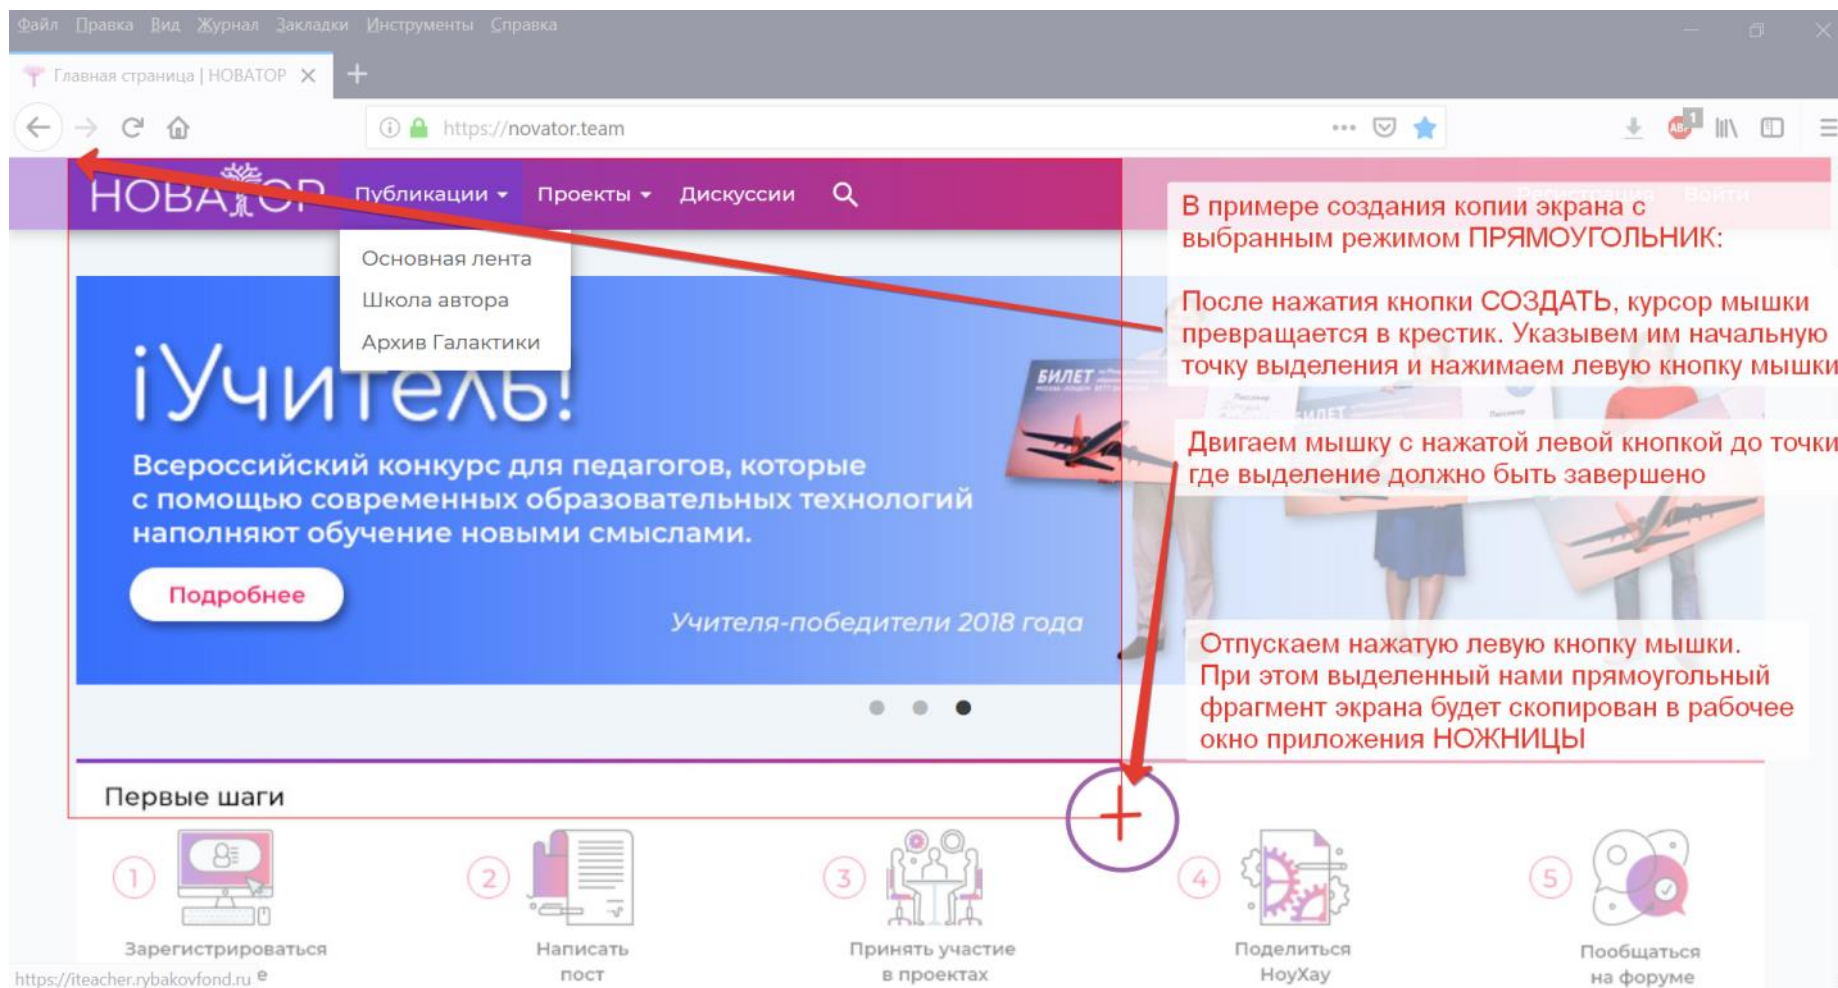 Файл Правка Вид Журнал Закладки Инструменты Справка
Главная страница | НОВАТОР
https://novator.team
ABP 1
НОВАТОР Публикации Проекты Дискуссии Регистрация Войти
Основная лента
Школа автора
Архив Галактики
В примере создания копии экрана с
выбранным режимом ПРЯМОУГОЛЬНИК:
После нажатия кнопки СОЗДАТЬ, курсор мышки
превращается в крестик. Указывем им начальную
точку выделения и нажимаем левую кнопку мышки
iУчитель!
Всероссийский конкурс для педагогов, которые
с помощью современных образовательных технологий
наполняют обучение новыми смыслами.
Подробнее
Учителя-победители 2018 года
БИЛЕТ
БИЛЕТ
Двигаем мышку с нажатой левой кнопкой до точки
где выделение должно быть завершено
Отпускаем нажатую левую кнопку мышки.
При этом выделенный нами прямоугольный
фрагмент экрана будет скопирован в рабочее
окно приложения НОЖНИЦЫ
Первые шаги
1
Зарегистрироваться
е
2
Написать
пост
3
Принять участие
в проектах
4
Поделиться
НоуХау
5
Пообщаться
на форуме
https://iteacher.rybakovfond.ru